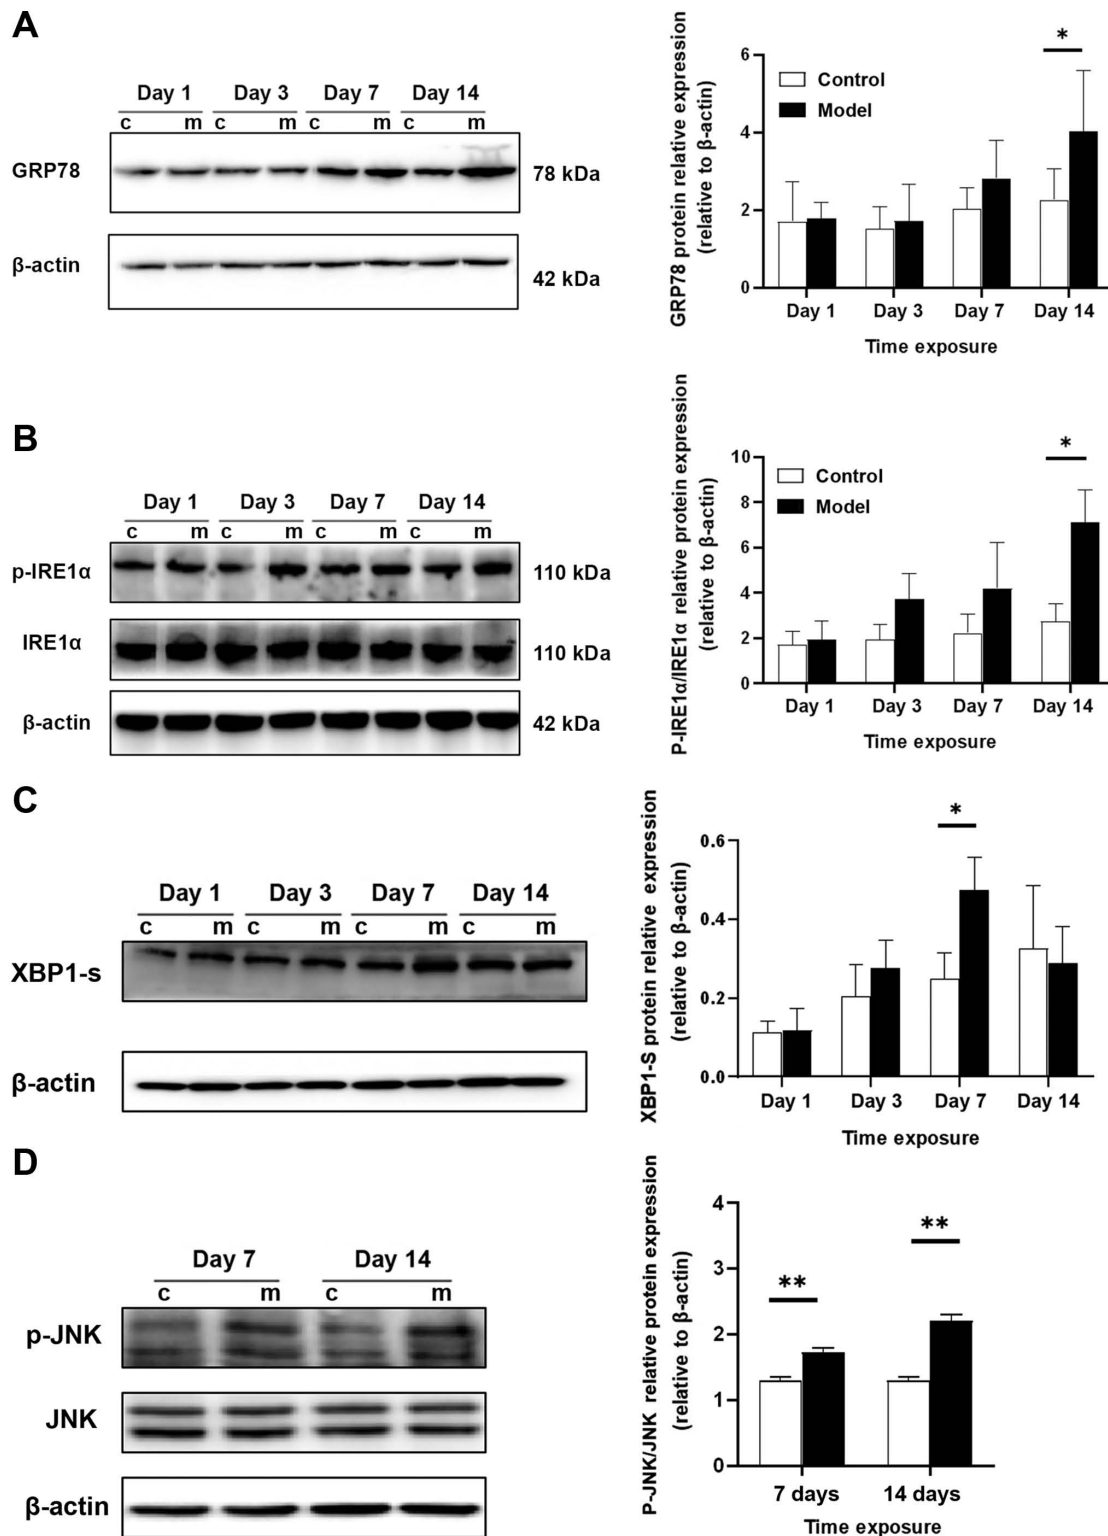 A
Day 1 Day 3 Day 7 Day 14
c m c m c m c m
GRP78 78 kDa
β-actin 42 kDa
GRP78 protein relative expression
(relative to β-actin)
6
4
2
0
Control
Model
*
Day 1 Day 3 Day 7 Day 14
Time exposure
B
Day 1 Day 3 Day 7 Day 14
c m c m c m c m
p-IRE1α 110 kDa
IRE1α 110 kDa
β-actin 42 kDa
P-IRE1α/IRE1α relative protein expression
(relative to β-actin)
10
8
6
4
2
0
Control
Model
*
Day 1 Day 3 Day 7 Day 14
Time exposure
C
Day 1 Day 3 Day 7 Day 14
c m c m c m c m
XBP1-s
β-actin
XBP1-S protein relative expression
(relative to β-actin)
0.6
0.4
0.2
0.0
*
Day 1 Day 3 Day 7 Day 14
Time exposure
D
Day 7 Day 14
c m c m
p-JNK
JNK
β-actin
P-JNK/JNK relative protein expression
(relative to β-actin)
4
3
2
1
0
**
**
7 days 14 days
Time exposure